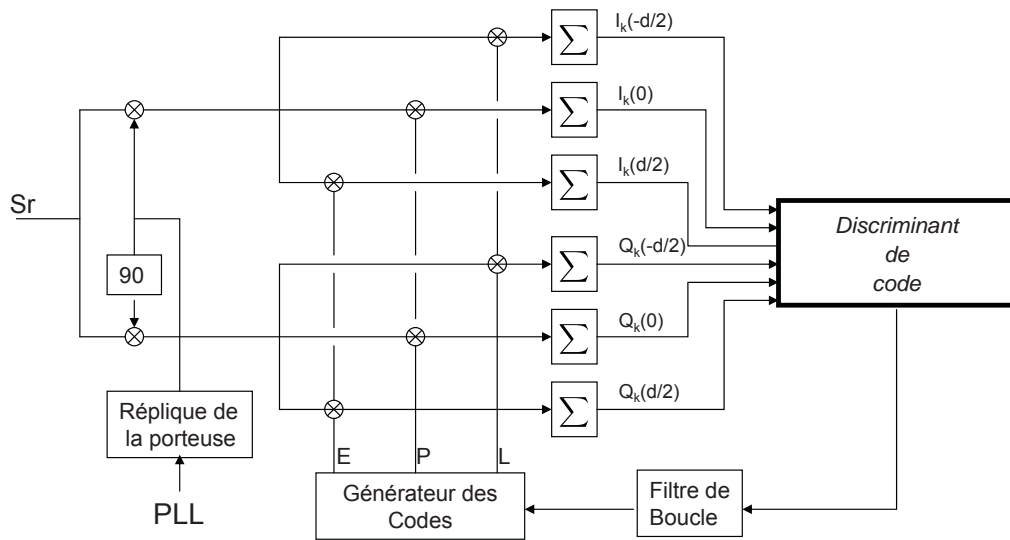 ∑
I_k(-d/2)
∑
I_k(0)
∑
I_k(d/2)
Sr
Discriminant
de
code
90
∑
Q_k(-d/2)
∑
Q_k(0)
∑
Q_k(d/2)
Réplique de
la porteuse
PLL
E
P
L
Générateur des
Codes
Filtre de
Boucle